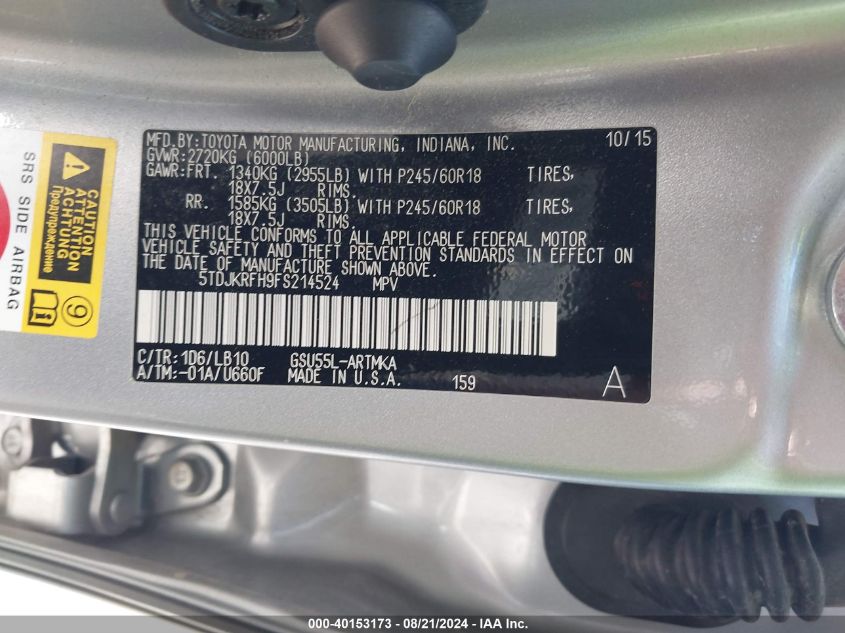 MFD.BY:TOYOTA MOTOR MANUFACTURING, INDIANA, INC. 10/15
GVWR:2720KG (6000LB)
GAWR:FRT. 1340KG (2955LB) WITH P245/60R18 TIRES,
18X7.5J RIMS,
RR. 1585KG (3505LB) WITH P245/60R18 TIRES,
18X7.5J RIMS,
THIS VEHICLE CONFORMS TO ALL APPLICABLE FEDERAL MOTOR
VEHICLE SAFETY AND THEFT PREVENTION STANDARDS IN EFFECT ON
THE DATE OF MANUFACTURE SHOWN ABOVE.
5TDJKRFH9FS214524 MPV
C/TR:1D6/LB10 GSU55L-ARTMKA
A/TM:-01A/U660F MADE IN U.S.A. 159 A
SRS SIDE AIRBAG
CAUTION
ATTENTION
ACHTUNG
Предупреждение
9
000-40153173 - 08/21/2024 - IAA Inc.